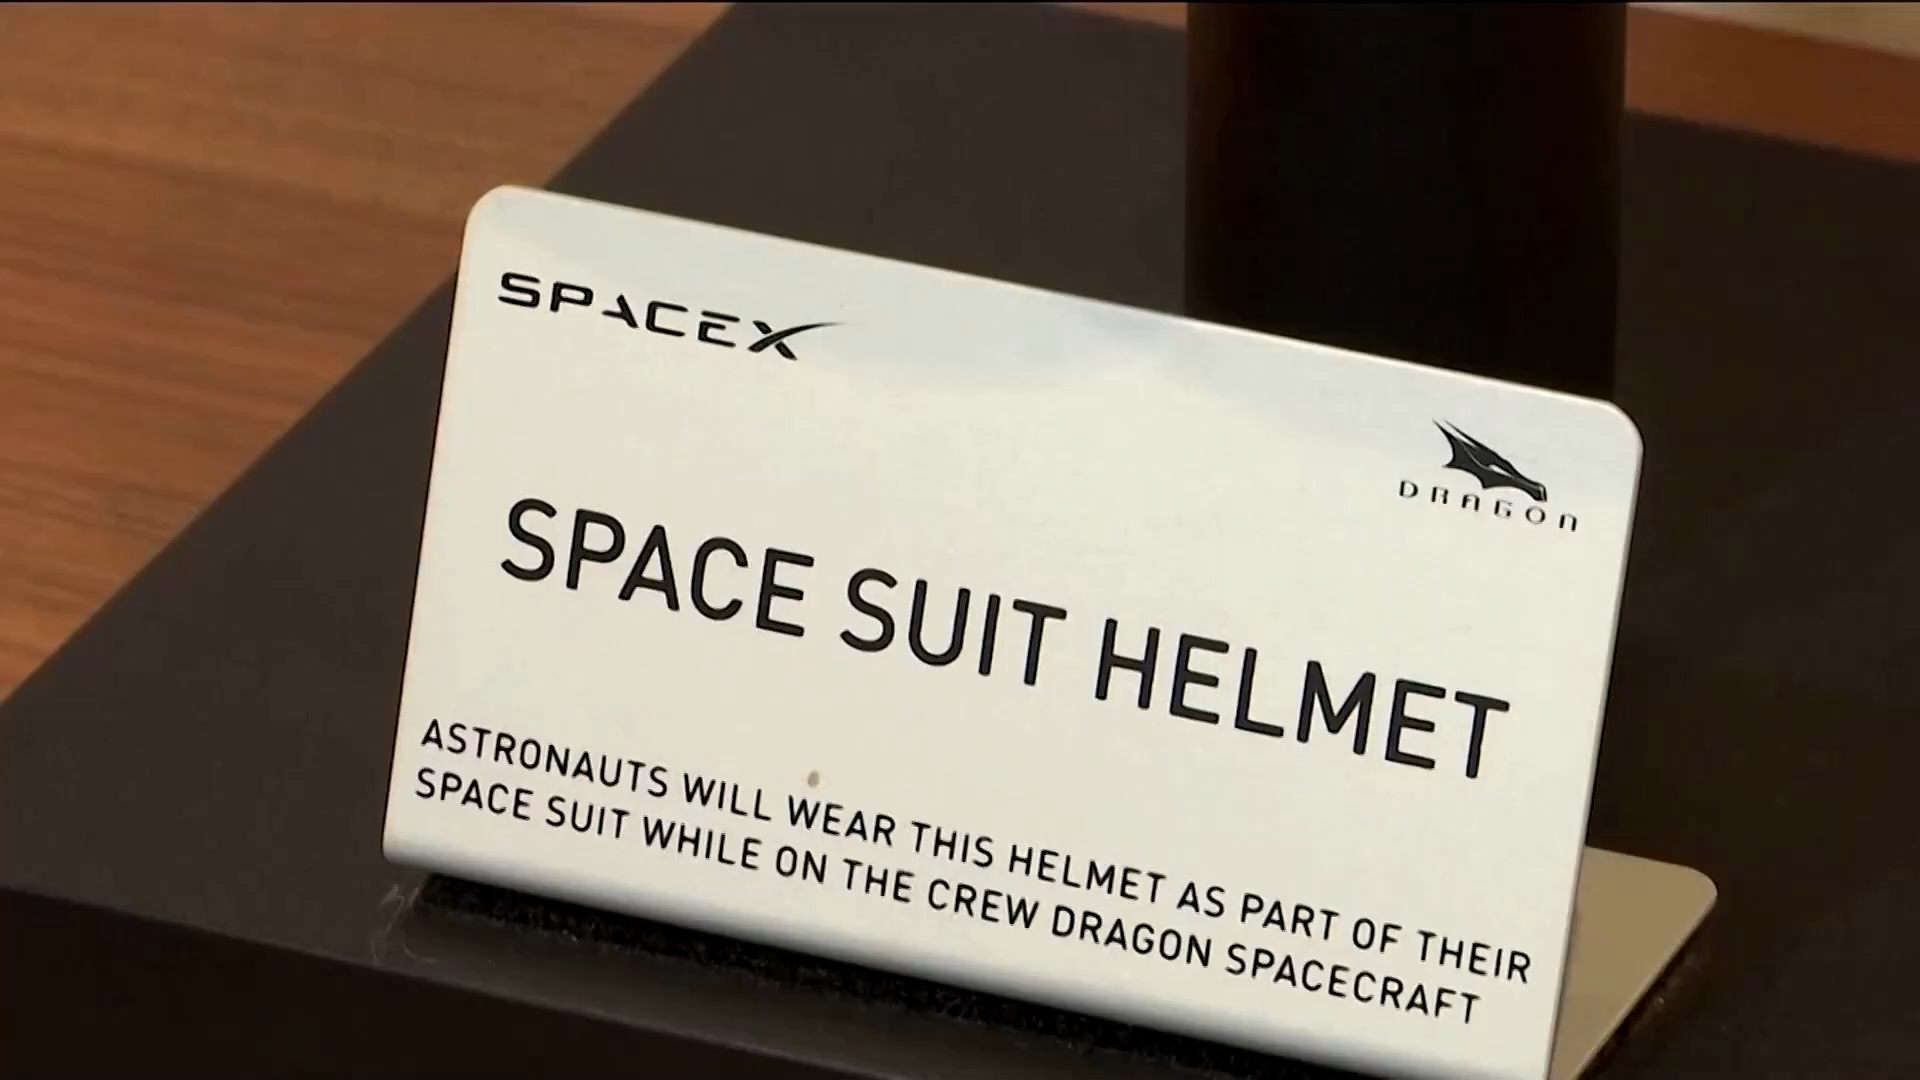 SPACEX
DRAGON
SPACE SUIT HELMET
ASTRONAUTS WILL WEAR THIS HELMET AS PART OF THEIR
SPACE SUIT WHILE ON THE CREW DRAGON SPACECRAFT